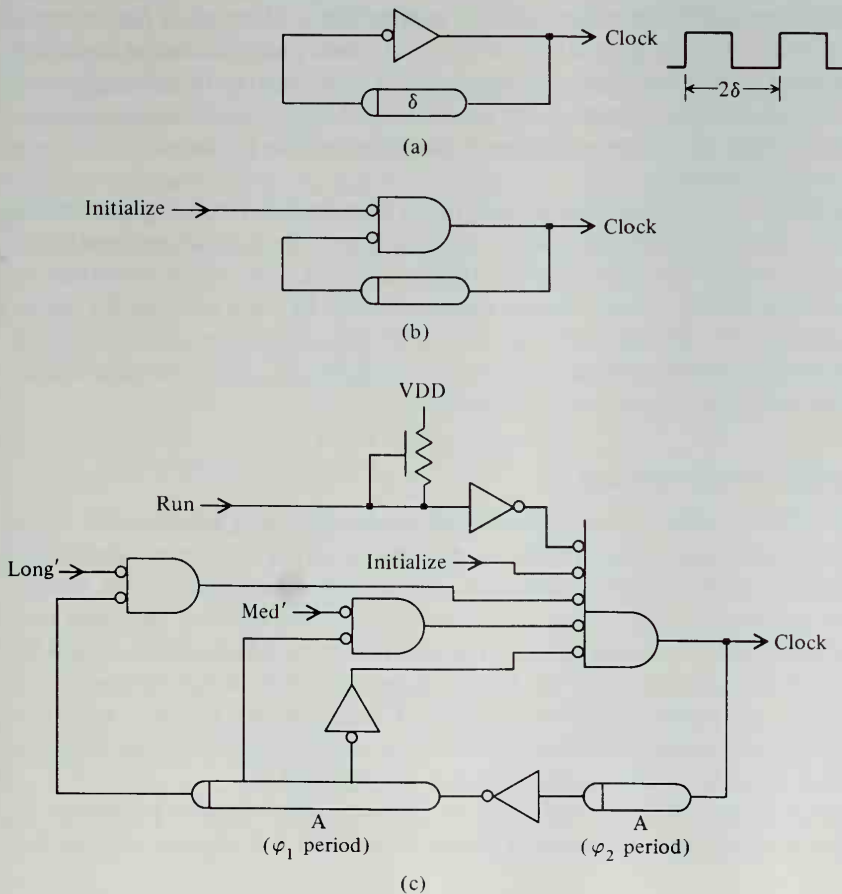 Clock
δ
2δ
(a)
Initialize
Clock
(b)
VDD
Run
Long′
Initialize
Med′
Clock
A
(φ₁ period)
A
(φ₂ period)
(c)